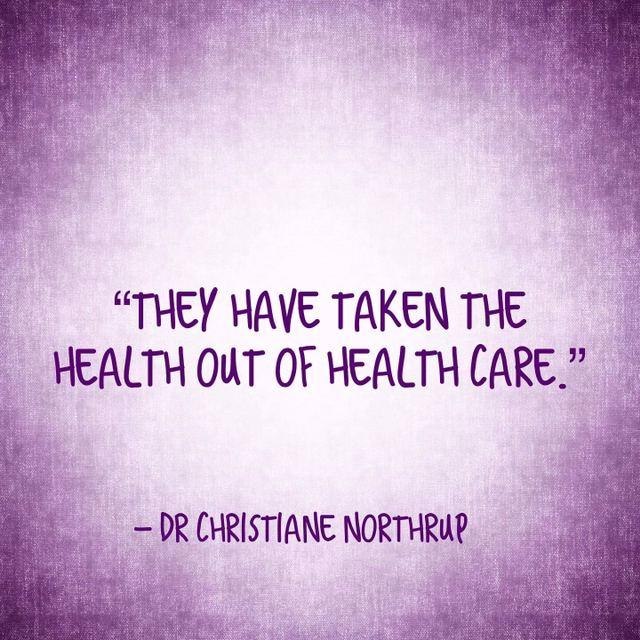 “THEY HAVE TAKEN THE
HEALTH OUT OF HEALTH CARE.”
– DR CHRISTIANE NORTHRUP